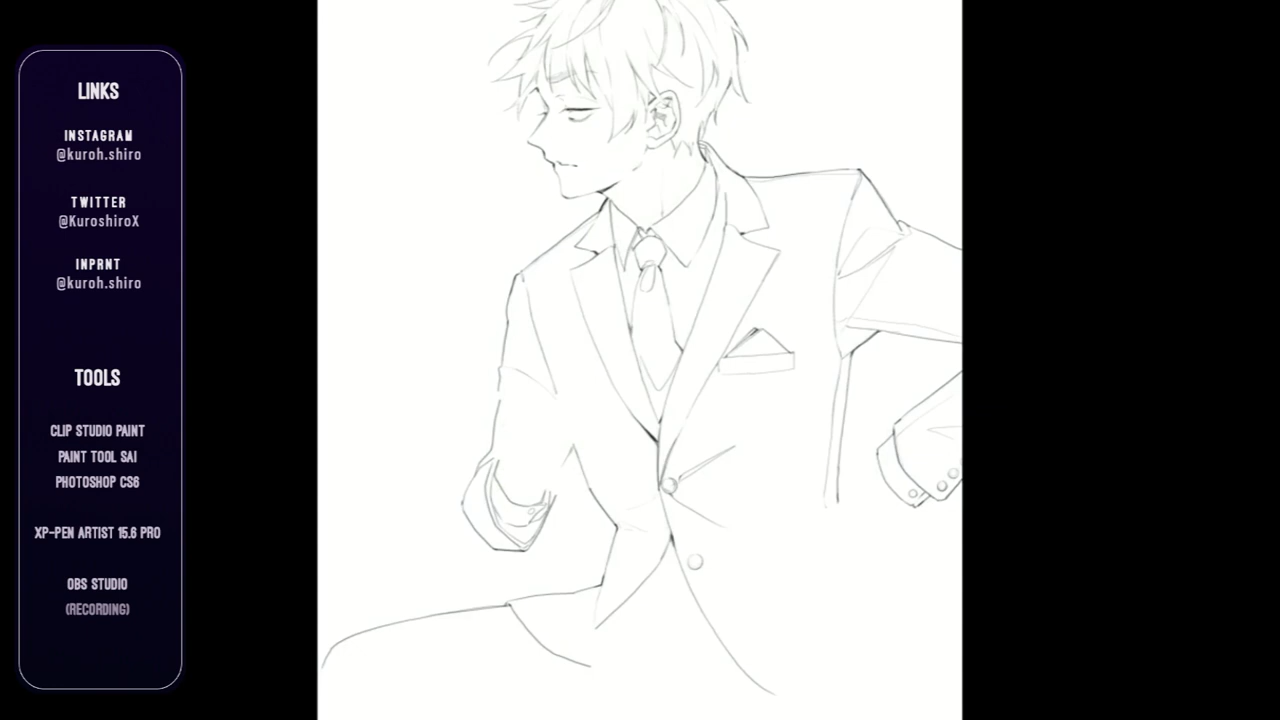 LINKS
INSTAGRAM
@kuroh.shiro
TWITTER
@KuroshiroX
INPRNT
@kuroh.shiro
TOOLS
CLIP STUDIO PAINT
PAINT TOOL SAI
PHOTOSHOP CS6
XP-PEN ARTIST 15.6 PRO
OBS STUDIO
(RECORDING)